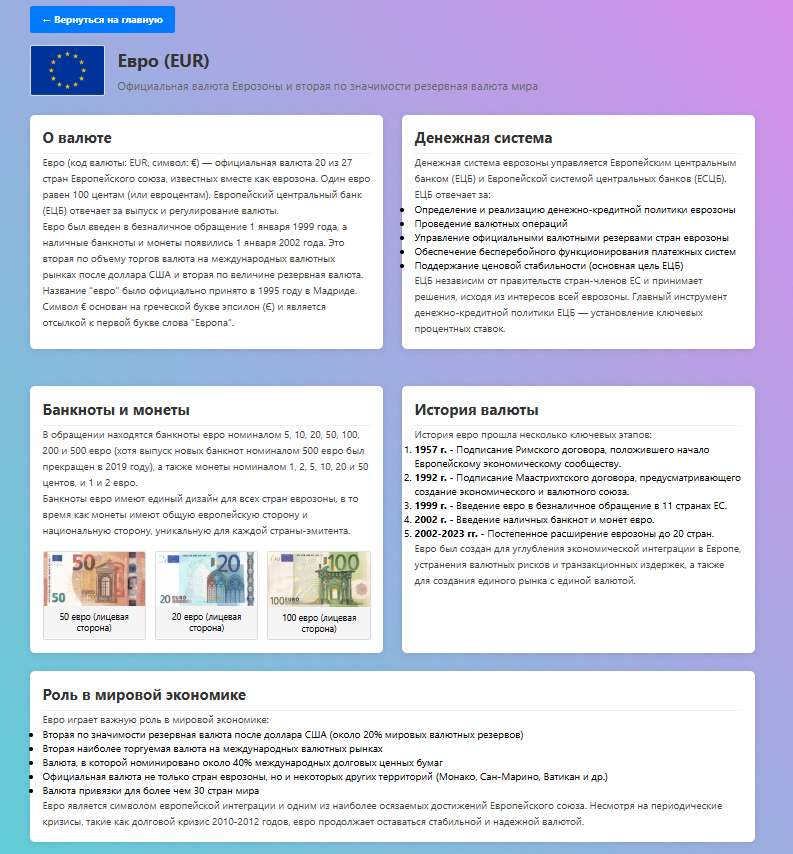 ← Вернуться на главную
Евро (EUR)
Официальная валюта Еврозоны и вторая по значимости резервная валюта мира
О валюте
Евро (код валюты: EUR, символ: €) — официальная валюта 20 из 27
стран Европейского союза, известных вместе как еврозона. Один евро
равен 100 центам (или евроцентам). Европейский центральный банк
(ЕЦБ) отвечает за выпуск и регулирование валюты.
Евро был введен в безналичное обращение 1 января 1999 года, а
наличные банкноты и монеты появились 1 января 2002 года. Это
вторая по объему торгов валюта на международных валютных
рынках после доллара США и вторая по величине резервная валюта.
Название "евро" было официально принято в 1995 году в Мадриде.
Символ € основан на греческой букве эпсилон (Є) и является
отсылкой к первой букве слова "Европа".
Денежная система
Денежная система еврозоны управляется Европейским центральным
банком (ЕЦБ) и Европейской системой центральных банков (ЕСЦБ).
ЕЦБ отвечает за:
• Определение и реализацию денежно-кредитной политики еврозоны
• Проведение валютных операций
• Управление официальными валютными резервами стран еврозоны
• Обеспечение бесперебойного функционирования платежных систем
• Поддержание ценовой стабильности (основная цель ЕЦБ)
ЕЦБ независим от правительств стран-членов ЕС и принимает
решения, исходя из интересов всей еврозоны. Главный инструмент
денежно-кредитной политики ЕЦБ — установление ключевых
процентных ставок.
Банкноты и монеты
В обращении находятся банкноты евро номиналом 5, 10, 20, 50, 100,
200 и 500 евро (хотя выпуск новых банкнот номиналом 500 евро был
прекращен в 2019 году), а также монеты номиналом 1, 2, 5, 10, 20 и 50
центов, и 1 и 2 евро.
Банкноты евро имеют единый дизайн для всех стран еврозоны, в то
время как монеты имеют общую европейскую сторону и
национальную сторону, уникальную для каждой страны-эмитента.
50
50
50 евро (лицевая
сторона)
20
20 EURO
20 евро (лицевая
сторона)
100
100 EURO
100 евро (лицевая
сторона)
История валюты
История евро прошла несколько ключевых этапов:
1. 1957 г. - Подписание Римского договора, положившего начало
Европейскому экономическому сообществу.
2. 1992 г. - Подписание Маастрихтского договора, предусматривающего
создание экономического и валютного союза.
3. 1999 г. - Введение евро в безналичное обращение в 11 странах ЕС.
4. 2002 г. - Введение наличных банкнот и монет евро.
5. 2002-2023 гг. - Постепенное расширение еврозоны до 20 стран.
Евро был создан для углубления экономической интеграции в Европе,
устранения валютных рисков и транзакционных издержек, а также
для создания единого рынка с единой валютой.
Роль в мировой экономике
Евро играет важную роль в мировой экономике:
• Вторая по значимости резервная валюта после доллара США (около 20% мировых валютных резервов)
• Вторая наиболее торгуемая валюта на международных валютных рынках
• Валюта, в которой номинировано около 40% международных долговых ценных бумаг
• Официальная валюта не только стран еврозоны, но и некоторых других территорий (Монако, Сан-Марино, Ватикан и др.)
• Валюта привязки для более чем 30 стран мира
Евро является символом европейской интеграции и одним из наиболее осязаемых достижений Европейского союза. Несмотря на периодические
кризисы, такие как долговой кризис 2010-2012 годов, евро продолжает оставаться стабильной и надежной валютой.